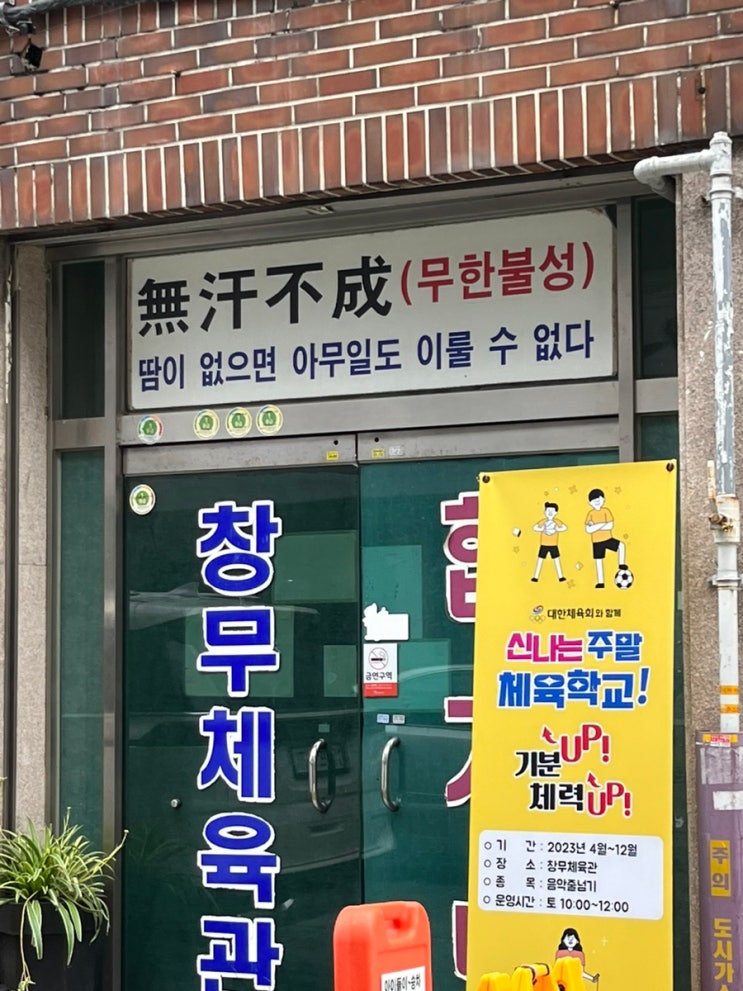 無汗不成(무한불성)
땀이 없으면 아무일도 이룰 수 없다
창무체육관
금연구역
대한체육회와 함께
신나는 주말
체육학교!
기분UP!
체력UP!
기 간 : 2023년 4월~12월
장 소 : 창무체육관
종 목 : 음악줄넘기
운영시간 : 토 10:00~12:00
주의
도시가스